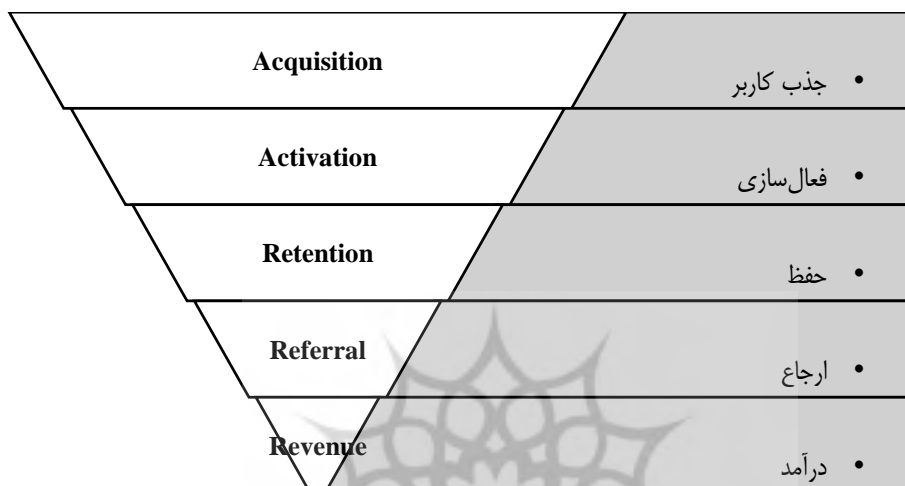 Acquisition
• جذب کاربر
Activation
• فعال‌سازی
Retention
• حفظ
Referral
• ارجاع
Revenue
• درآمد